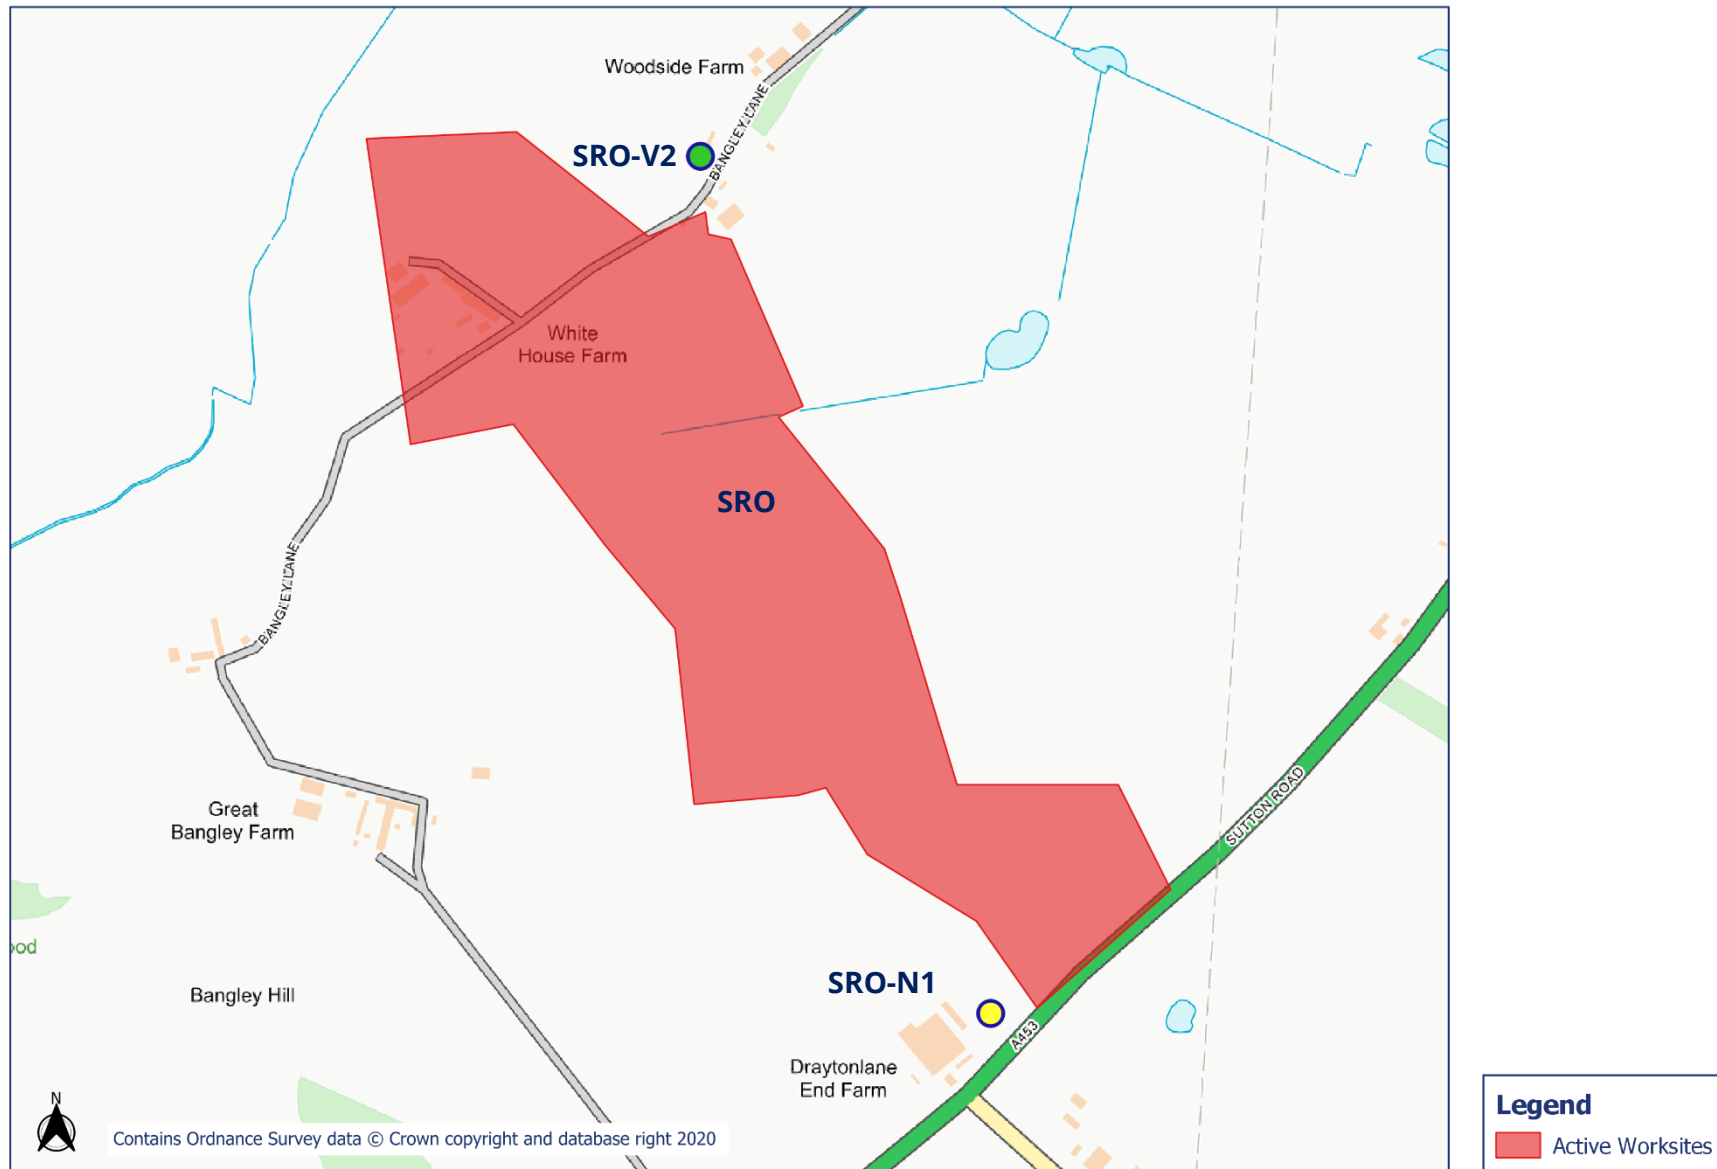 Woodside Farm
BANGLEY LANE
SRO-V2
White
House Farm
SRO
BANGLEY LANE
SUTTON ROAD
Great
Bangley Farm
ood
SRO-N1
Bangley Hill
A453
Draytonlane
End Farm
N
Contains Ordnance Survey data © Crown copyright and database right 2020
Legend
Active Worksites